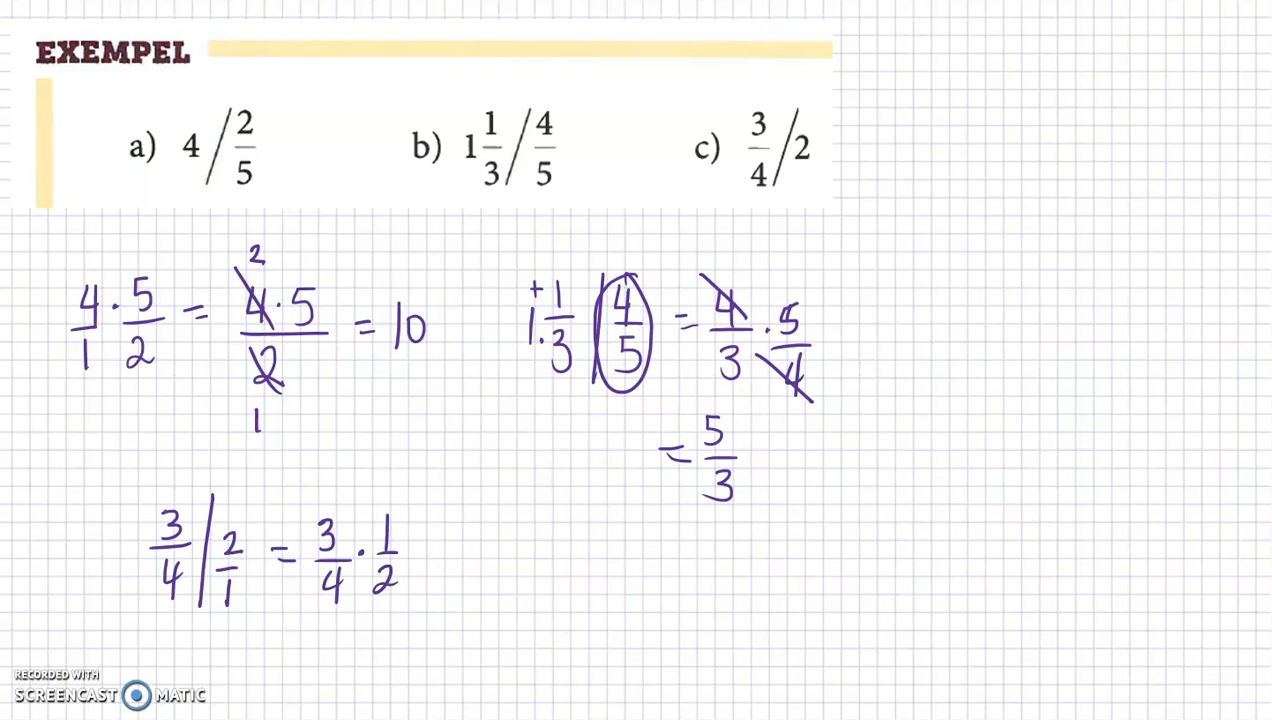 EXEMPEL
a) 4 / 2/5 b) 1 1/3 / 4/5 c) 3/4 / 2
4/1 · 5/2 = 4·5/2 = 10
2
1
1 + · 1/3 / 4/5 = 4/3 · 5/4
= 5/3
3/4 / 2/1 = 3/4 · 1/2
RECORDED WITH
SCREENCAST MATIC